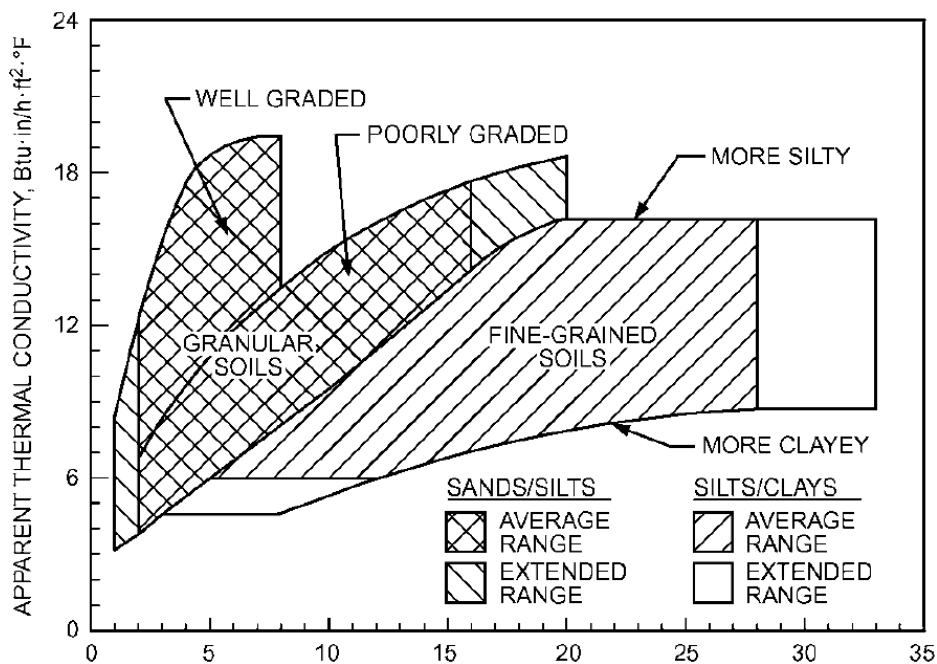 APPARENT THERMAL CONDUCTIVITY, Btu·in/h·ft²·°F
24
18
12
6
0
WELL GRADED
POORLY GRADED
MORE SILTY
GRANULAR
SOILS
FINE-GRAINED
SOILS
MORE CLAYEY
SANDS/SILTS
AVERAGE
RANGE
EXTENDED
RANGE
SILTS/CLAYS
AVERAGE
RANGE
EXTENDED
RANGE
0 5 10 15 20 25 30 35